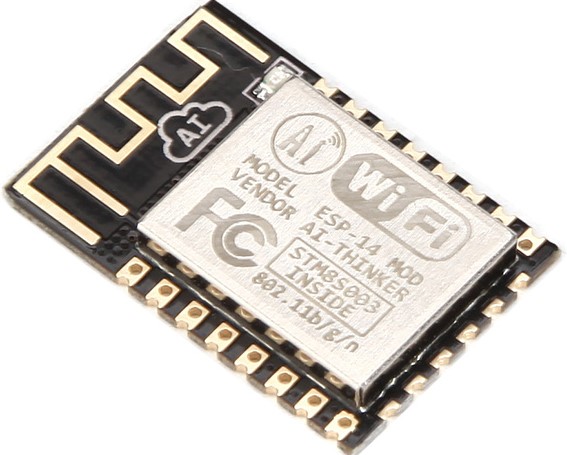 AI
Ai
WiFi
MODEL ESP-14 MOD
VENDOR AI-THINKER
FC
STM8S003
INSIDE
802.11b/g/n